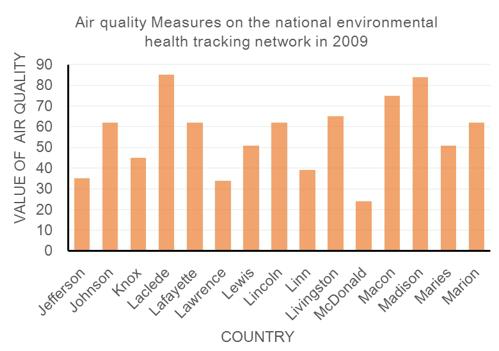 Air quality Measures on the national environmental
health tracking network in 2009
VALUE OF AIR QUALITY
90
80
70
60
50
40
30
20
10
0
Jefferson
Johnson
Knox
Laclede
Lafayette
Lawrence
Lewis
Lincoln
Linn
Livingston
McDonald
Macon
Madison
Maries
Marion
COUNTRY